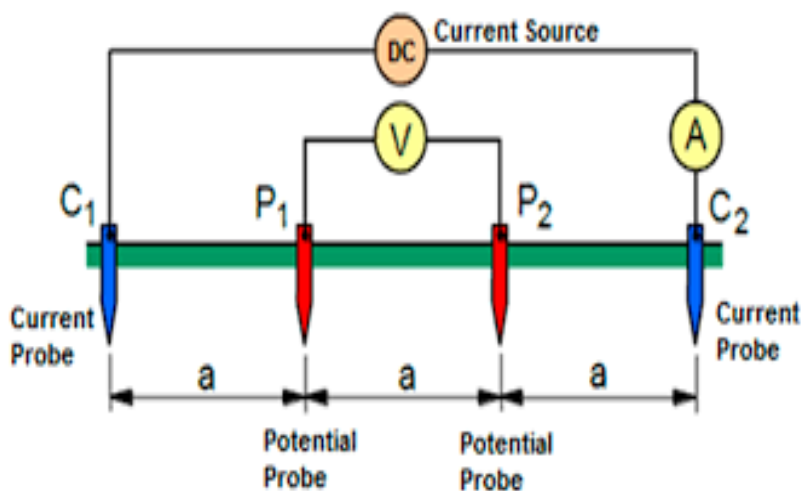 DC Current Source
V
A
C1 P1 P2 C2
Current Probe
Current Probe
a a a
Potential Probe
Potential Probe